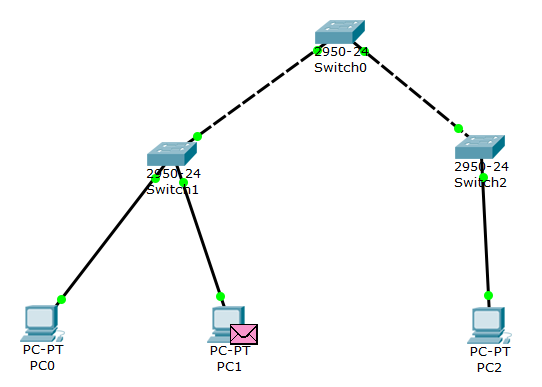 2950-24
Switch0
2950-24
Switch1
2950-24
Switch2
PC-PT
PC0
PC-PT
PC1
PC-PT
PC2